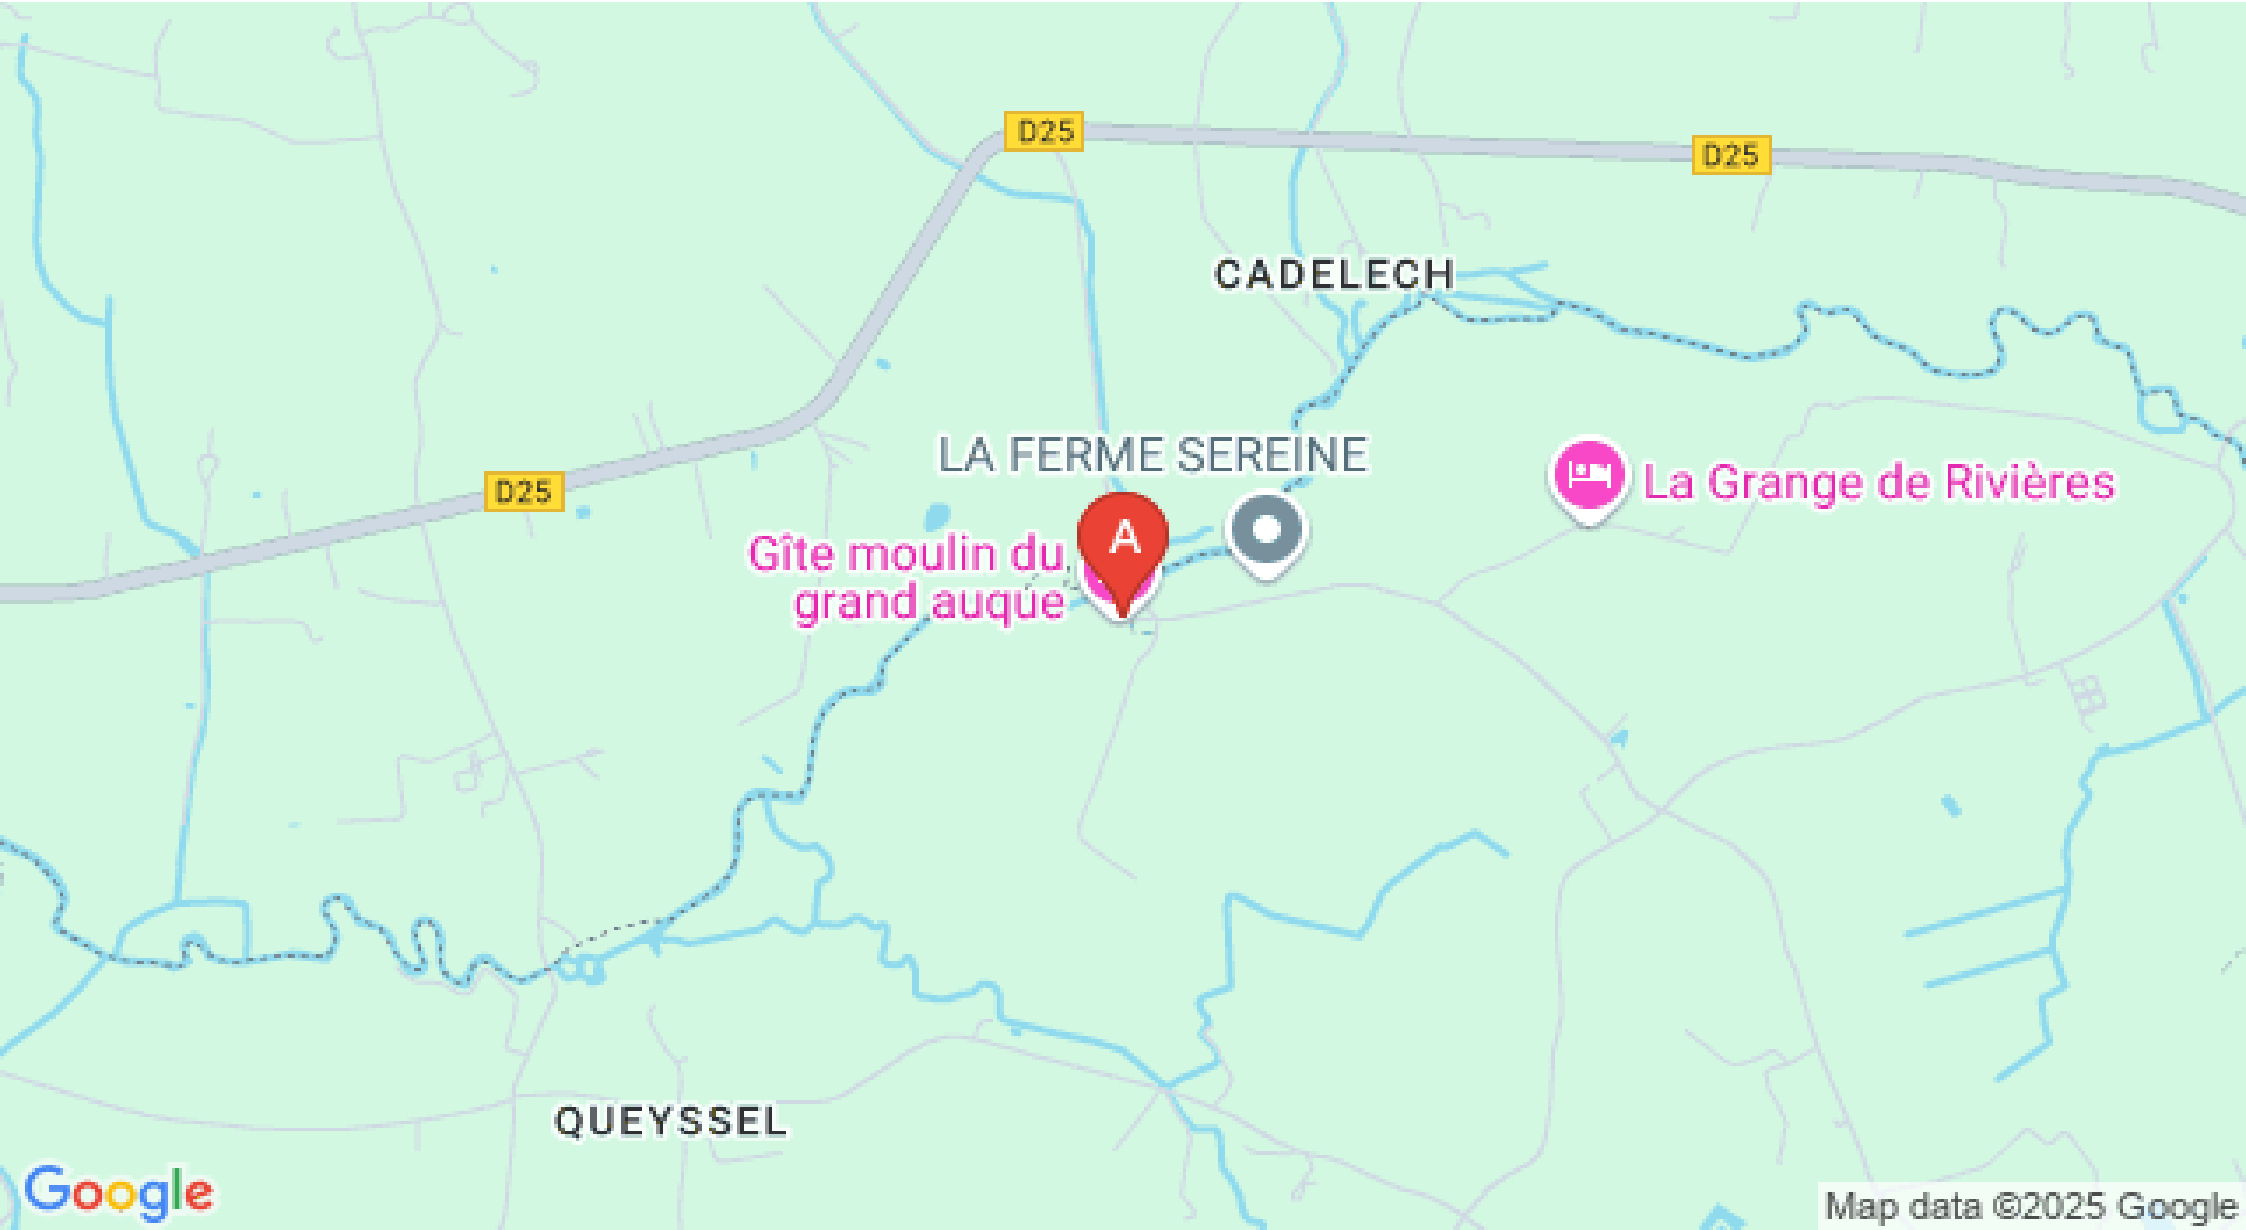 D25
D25
CADELECH
LA FERME SEREINE
La Grange de Rivières
D25
A
Gîte moulin du
grand auque
QUEYSSEL
Google
Map data ©2025 Google